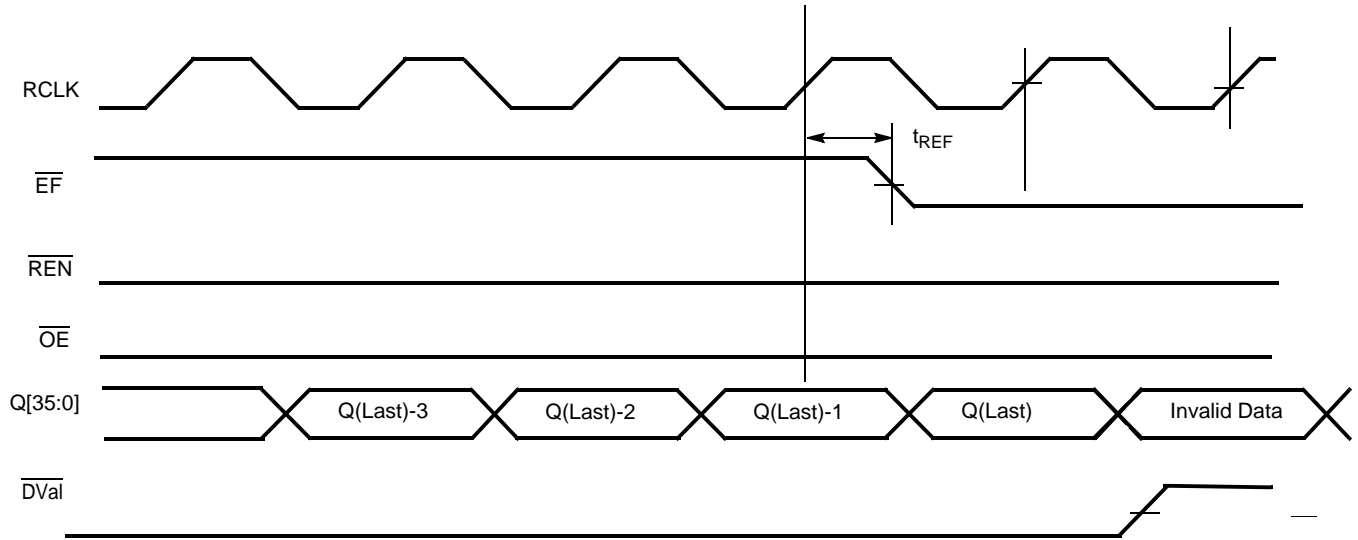 RCLK
tREF
EF
REN
OE
Q[35:0]
Q(Last)-3
Q(Last)-2
Q(Last)-1
Q(Last)
Invalid Data
DVal